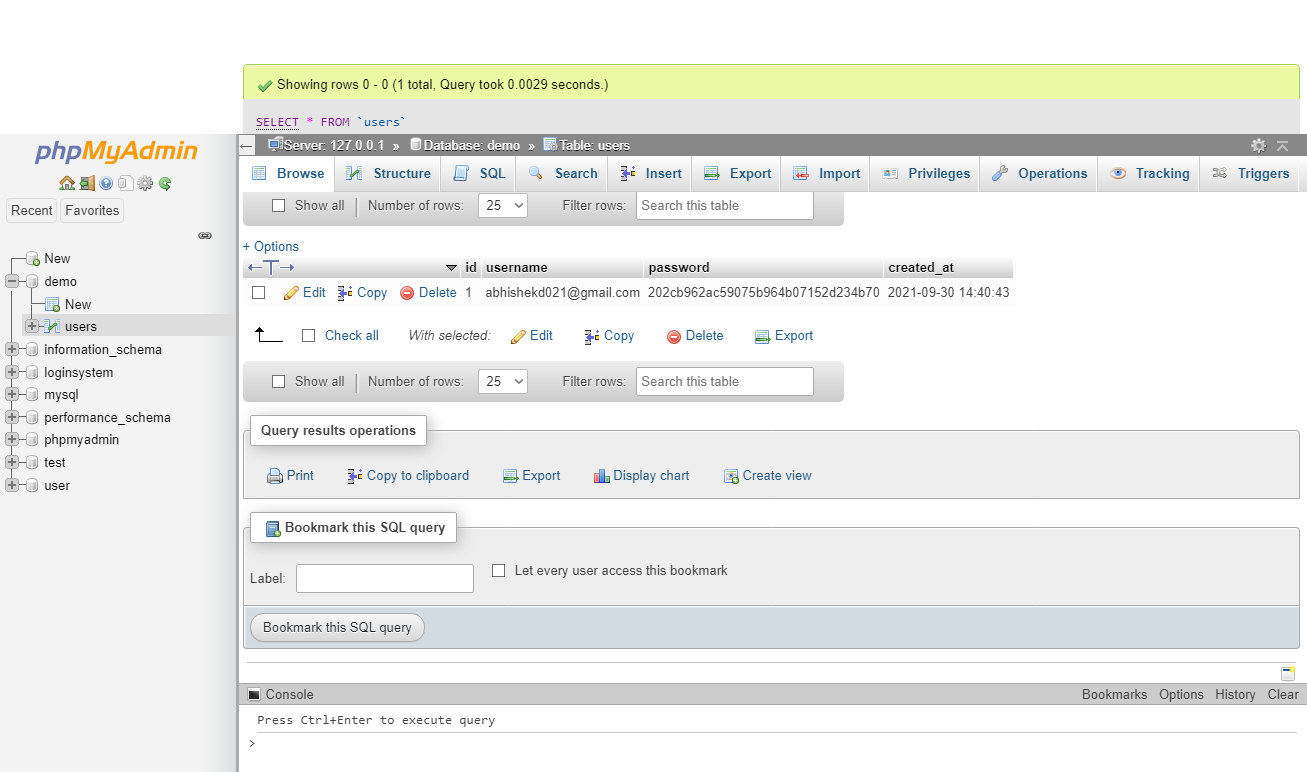 Showing rows 0 - 0 (1 total, Query took 0.0029 seconds.)
SELECT * FROM `users`
phpMyAdmin
Recent Favorites
New
demo
New
users
information_schema
loginsystem
mysql
performance_schema
phpmyadmin
test
user
Server: 127.0.0.1 » Database: demo » Table: users
Browse Structure SQL Search Insert Export Import Privileges Operations Tracking Triggers
Show all Number of rows: 25 Filter rows: Search this table
+ Options
id username password created_at
Edit Copy Delete 1 abhishekd021@gmail.com 202cb962ac59075b964b07152d234b70 2021-09-30 14:40:43
Check all With selected: Edit Copy Delete Export
Show all Number of rows: 25 Filter rows: Search this table
Query results operations
Print Copy to clipboard Export Display chart Create view
Bookmark this SQL query
Label: Let every user access this bookmark
Bookmark this SQL query
Console Bookmarks Options History Clear
Press Ctrl+Enter to execute query
>